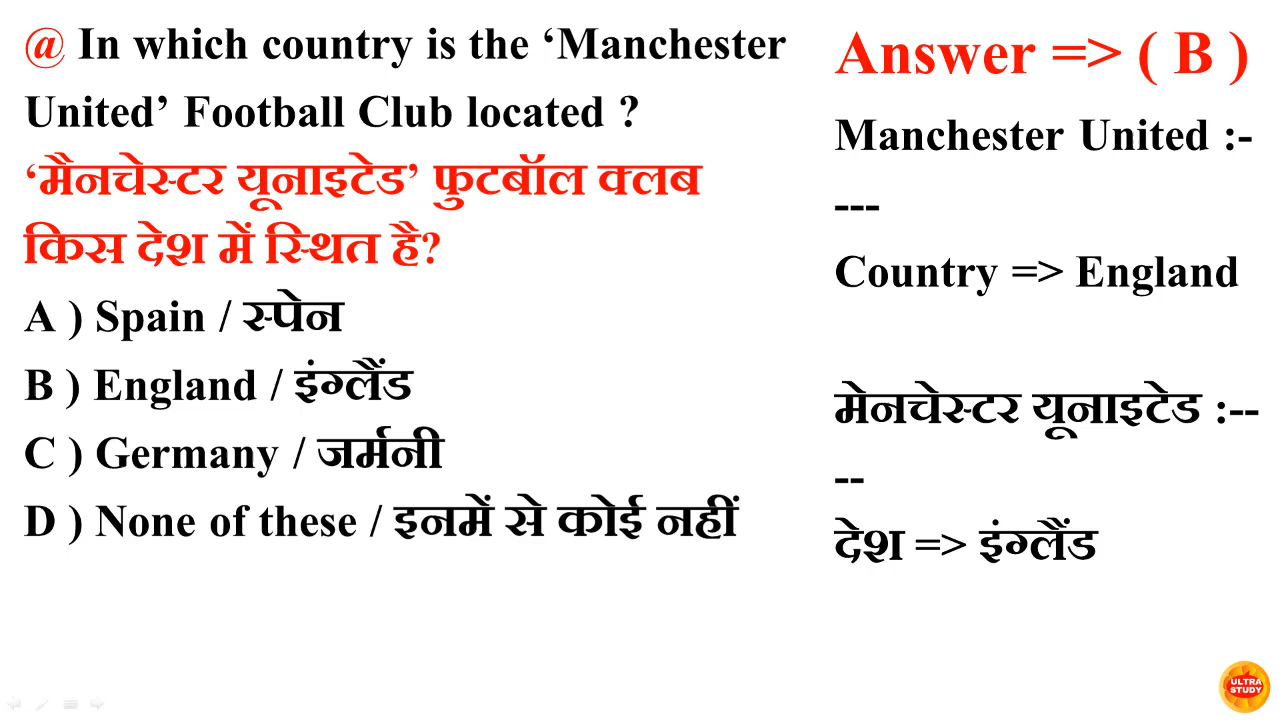 @ In which country is the ‘Manchester
United’ Football Club located ?
‘मैनचेस्टर यूनाइटेड’ फुटबॉल क्लब
किस देश में स्थित है?
A ) Spain / स्पेन
B ) England / इंग्लैंड
C ) Germany / जर्मनी
D ) None of these / इनमें से कोई नहीं
Answer => ( B )
Manchester United :-
---
Country => England
मेनचेस्टर यूनाइटेड :--
--
देश => इंग्लैंड
ULTRA
STUDY